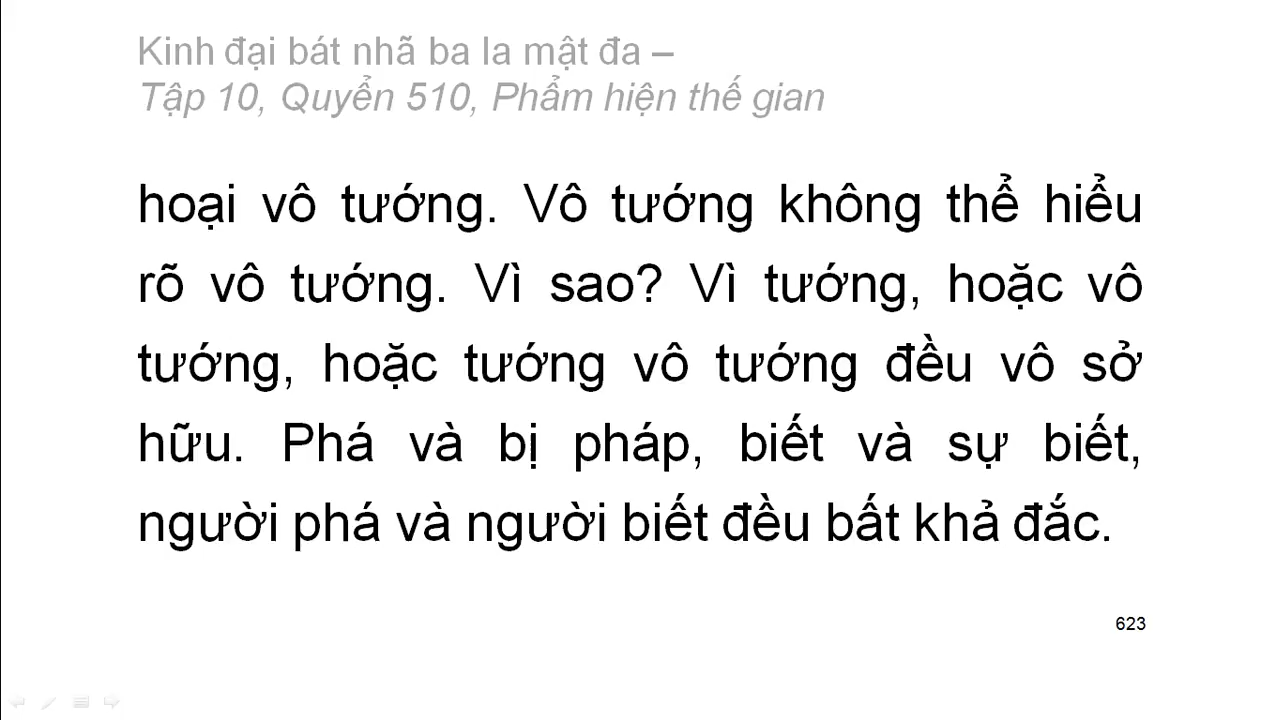 Kinh đại bát nhã ba la mật đa –
Tập 10, Quyển 510, Phẩm hiện thế gian
hoại vô tướng. Vô tướng không thể hiểu
rõ vô tướng. Vì sao? Vì tướng, hoặc vô
tướng, hoặc tướng vô tướng đều vô sở
hữu. Phá và bị pháp, biết và sự biết,
người phá và người biết đều bất khả đắc.
623